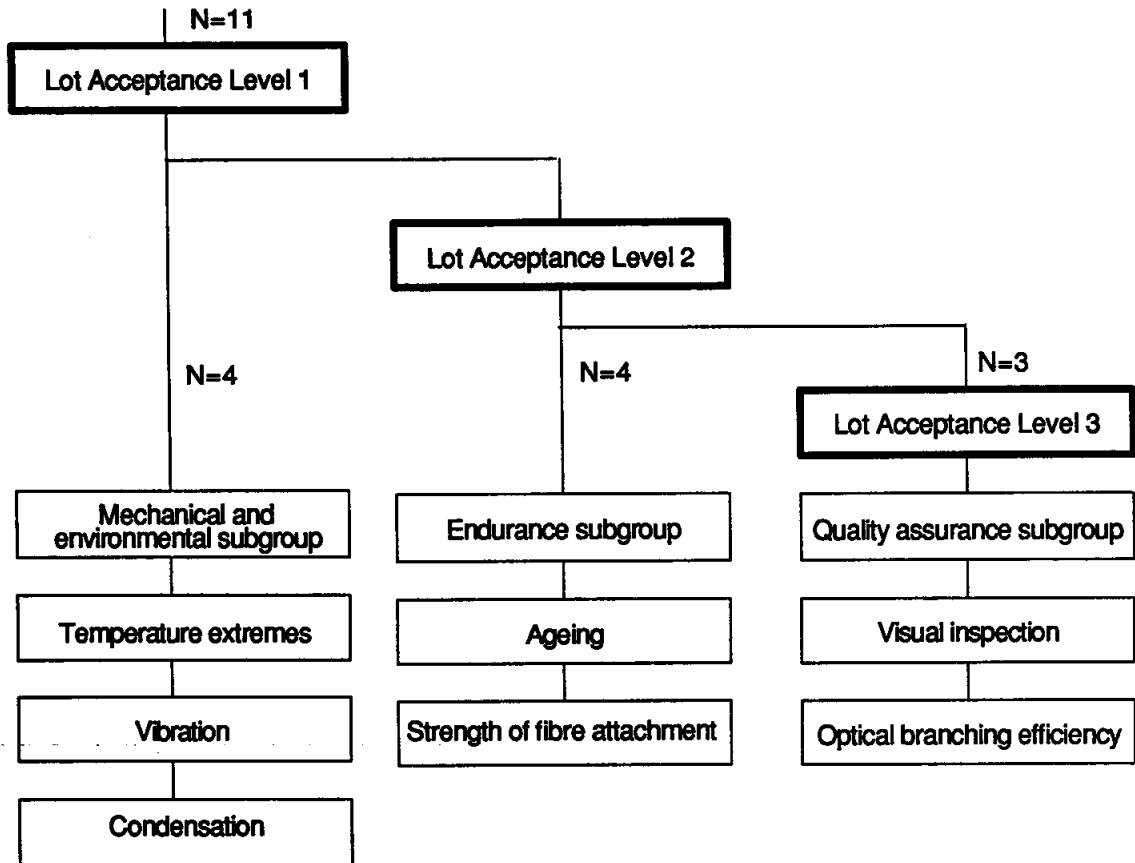 N=11
Lot Acceptance Level 1
Lot Acceptance Level 2
N=4
N=4
N=3
Lot Acceptance Level 3
Mechanical and
environmental subgroup
Endurance subgroup
Quality assurance subgroup
Temperature extremes
Ageing
Visual inspection
Vibration
Strength of fibre attachment
Optical branching efficiency
Condensation